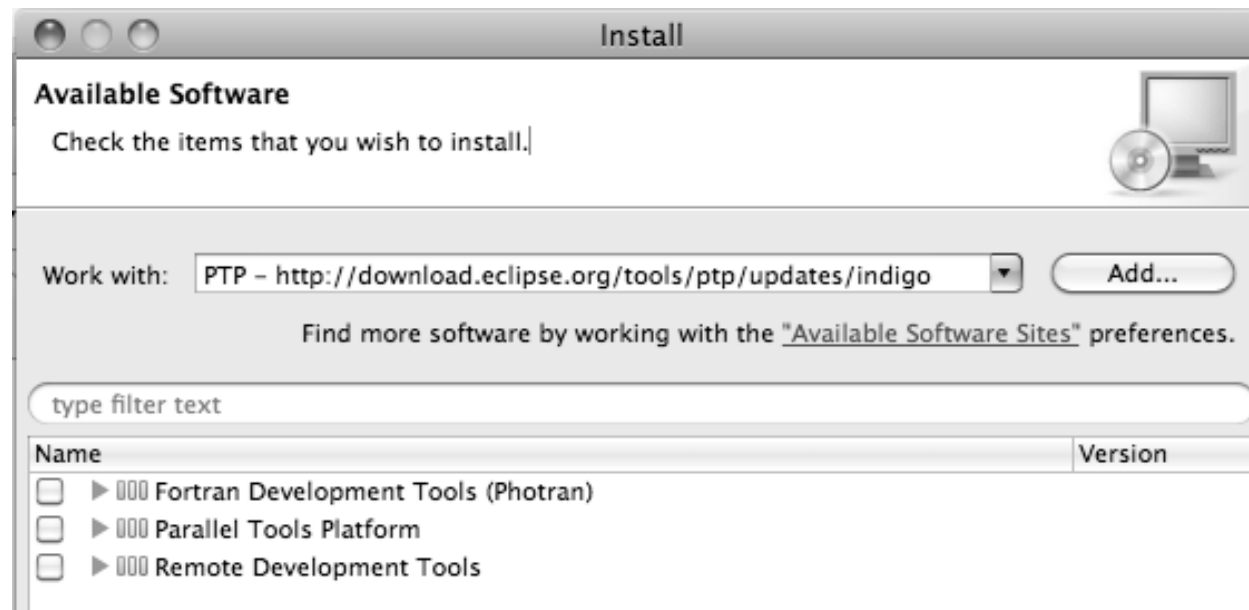 Install
Available Software
Check the items that you wish to install.
Work with: PTP – http://download.eclipse.org/tools/ptp/updates/indigo Add...
Find more software by working with the "Available Software Sites" preferences.
type filter text
Name Version
Fortran Development Tools (Photran)
Parallel Tools Platform
Remote Development Tools